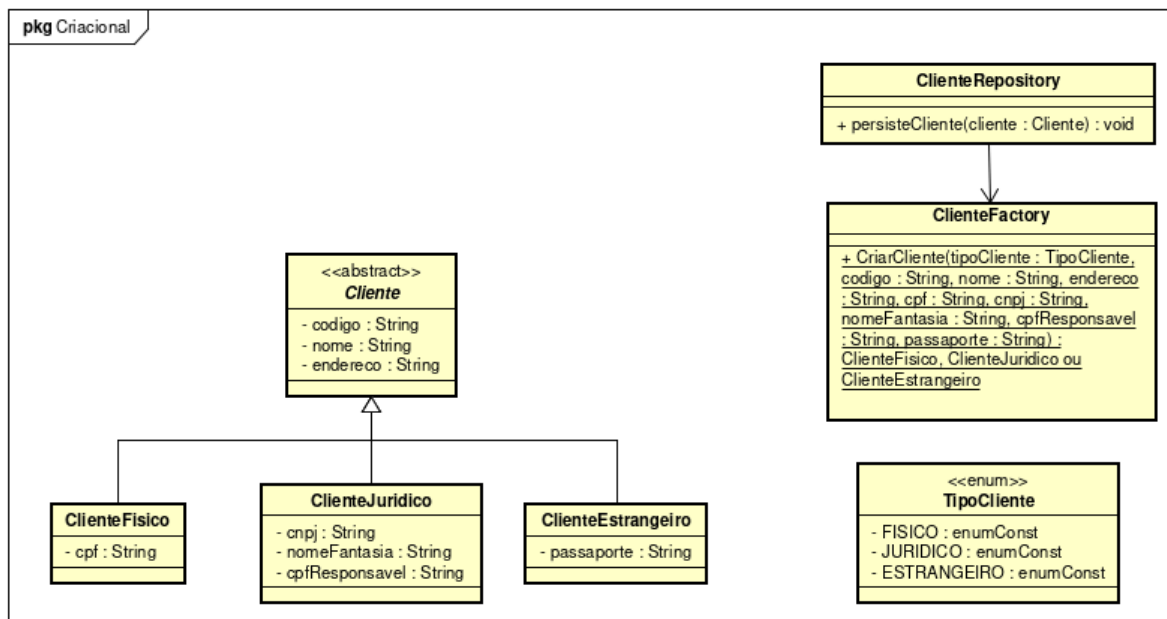 pkg Criacional
ClienteRepository
+ persisteCliente(cliente : Cliente) : void
ClienteFactory
+ CriarCliente(tipoCliente : TipoCliente,
codigo : String, nome : String, endereco
: String, cpf : String, cnpj : String,
nomeFantasia : String, cpfResponsavel
: String, passaporte : String) :
ClienteFisico, ClienteJuridico ou
ClienteEstrangeiro
<<abstract>>
Cliente
- codigo : String
- nome : String
- endereco : String
ClienteFisico
- cpf : String
ClienteJuridico
- cnpj : String
- nomeFantasia : String
- cpfResponsavel : String
ClienteEstrangeiro
- passaporte : String
<<enum>>
TipoCliente
- FISICO : enumConst
- JURIDICO : enumConst
- ESTRANGEIRO : enumConst